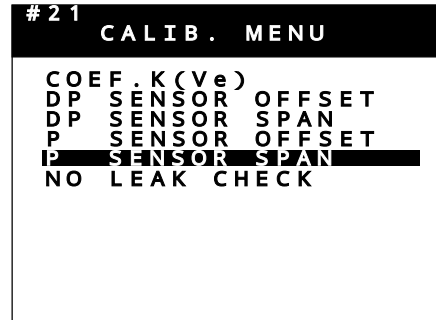 #21
CALIB. MENU
COEF.K(Ve)
DP SENSOR OFFSET
DP SENSOR SPAN
P SENSOR OFFSET
P SENSOR SPAN
NO LEAK CHECK